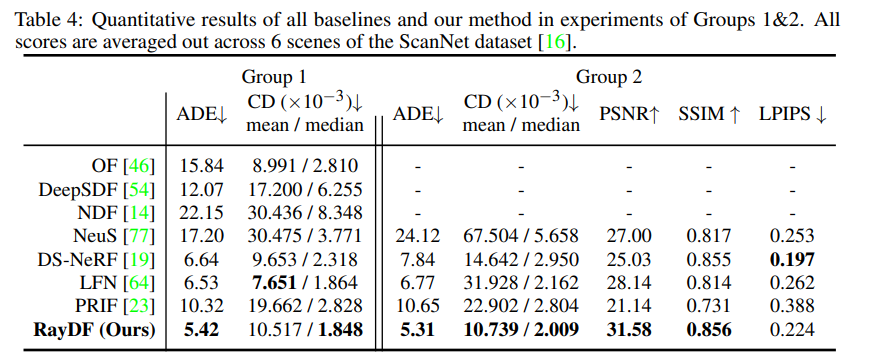 Table 4: Quantitative results of all baselines and our method in experiments of Groups 1&2. All
scores are averaged out across 6 scenes of the ScanNet dataset [16].
Group 1 Group 2
ADE↓ CD (×10⁻³)↓ mean / median ADE↓ CD (×10⁻³)↓ mean / median PSNR↑ SSIM ↑ LPIPS ↓
OF [46] 15.84 8.991 / 2.810 - - - - -
DeepSDF [54] 12.07 17.200 / 6.255 - - - - -
NDF [14] 22.15 30.436 / 8.348 - - - - -
NeuS [77] 17.20 30.475 / 3.771 24.12 67.504 / 5.658 27.00 0.817 0.253
DS-NeRF [19] 6.64 9.653 / 2.318 7.84 14.642 / 2.950 25.03 0.855 0.197
LFN [64] 6.53 7.651 / 1.864 6.77 31.928 / 2.162 28.14 0.814 0.262
PRIF [23] 10.32 19.662 / 2.828 10.65 22.902 / 2.804 21.14 0.731 0.388
RayDF (Ours) 5.42 10.517 / 1.848 5.31 10.739 / 2.009 31.58 0.856 0.224